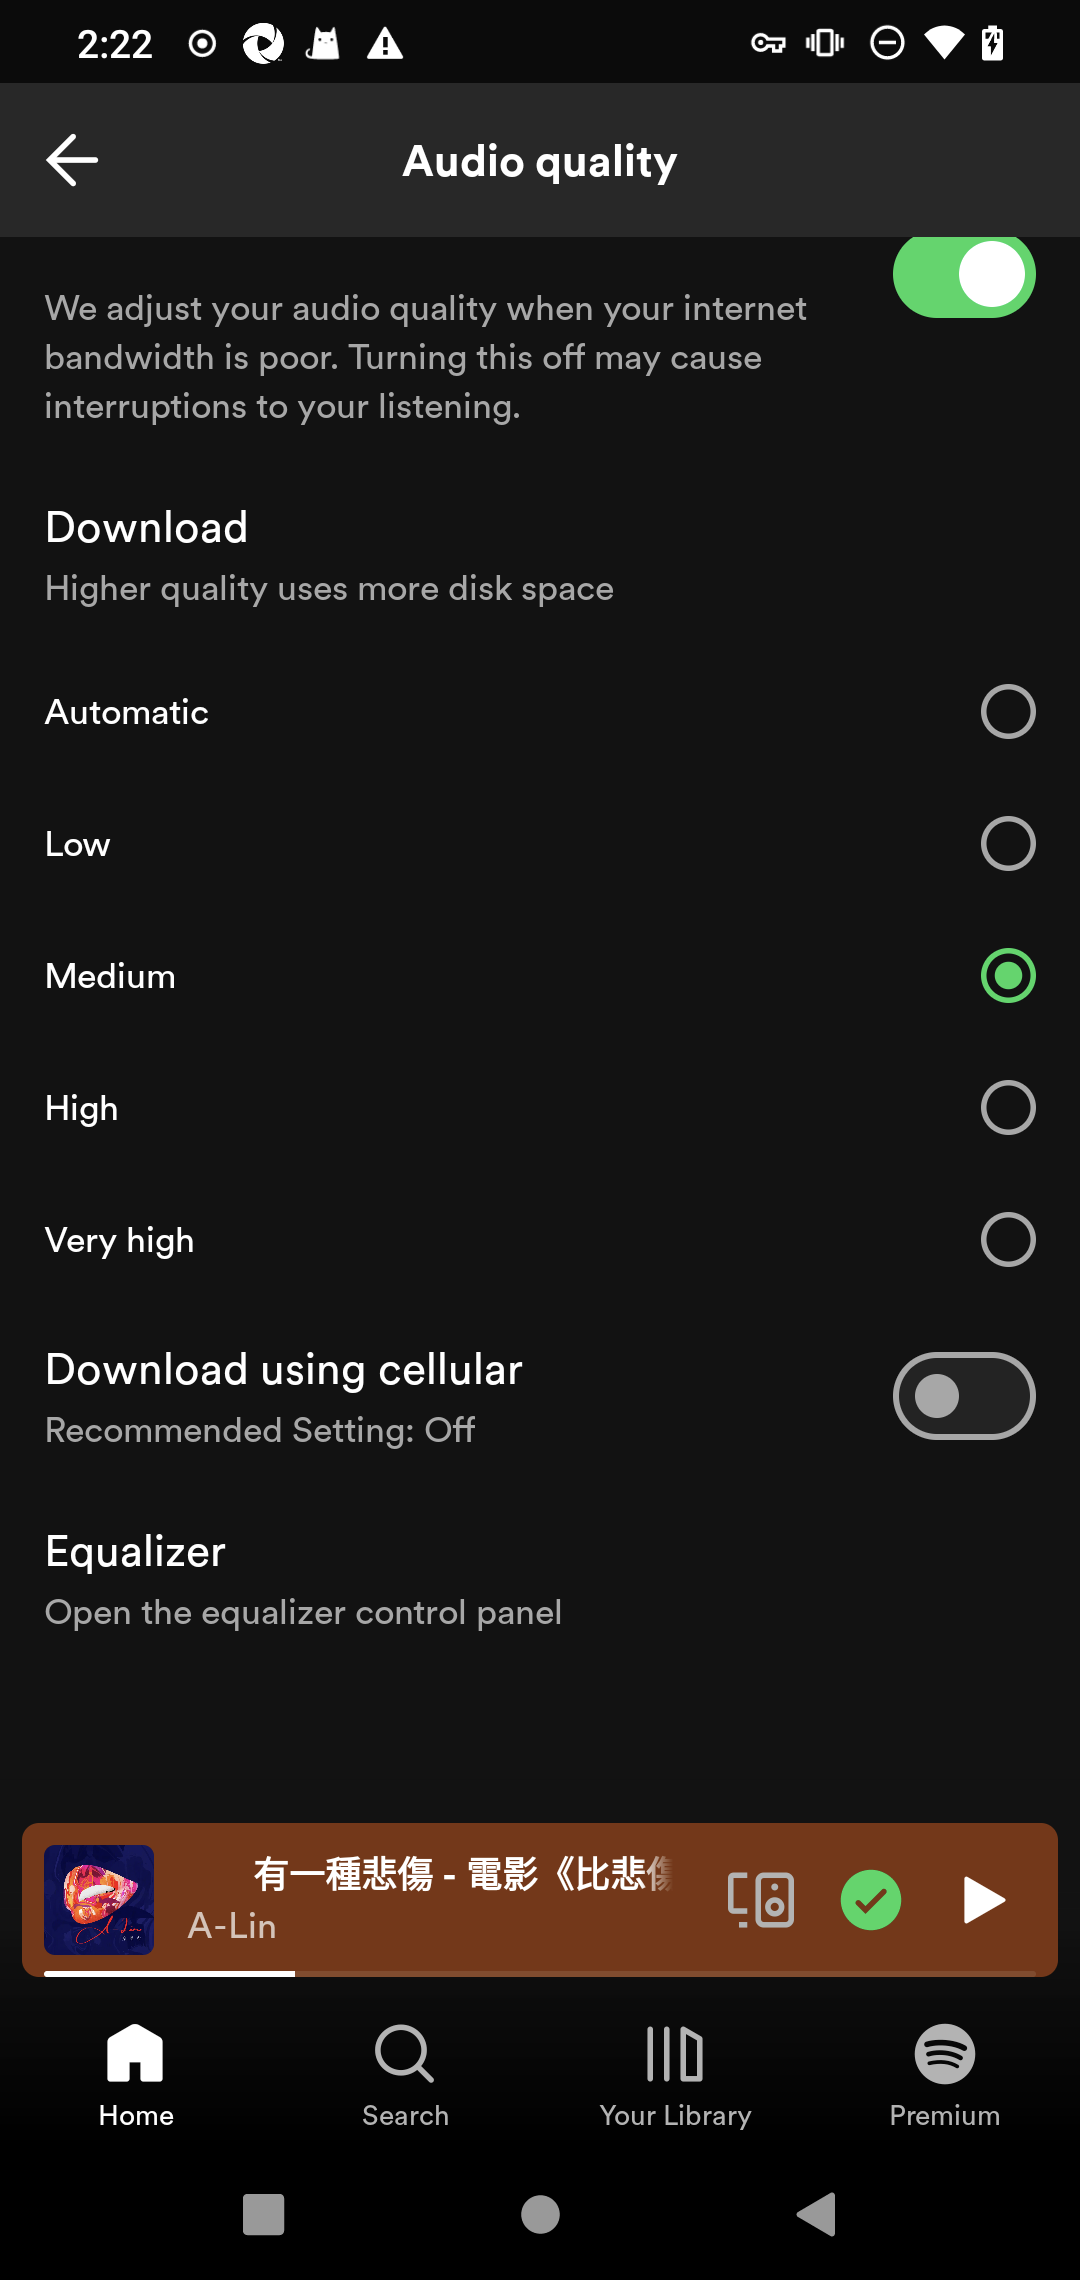 2:22
Audio quality
We adjust your audio quality when your internet
bandwidth is poor. Turning this off may cause
interruptions to your listening.
Download
Higher quality uses more disk space
Automatic
Low
Medium
High
Very high
Download using cellular
Recommended Setting: Off
Equalizer
Open the equalizer control panel
有一種悲傷 - 電影《比悲傷
A-Lin
Home
Search
Your Library
Premium